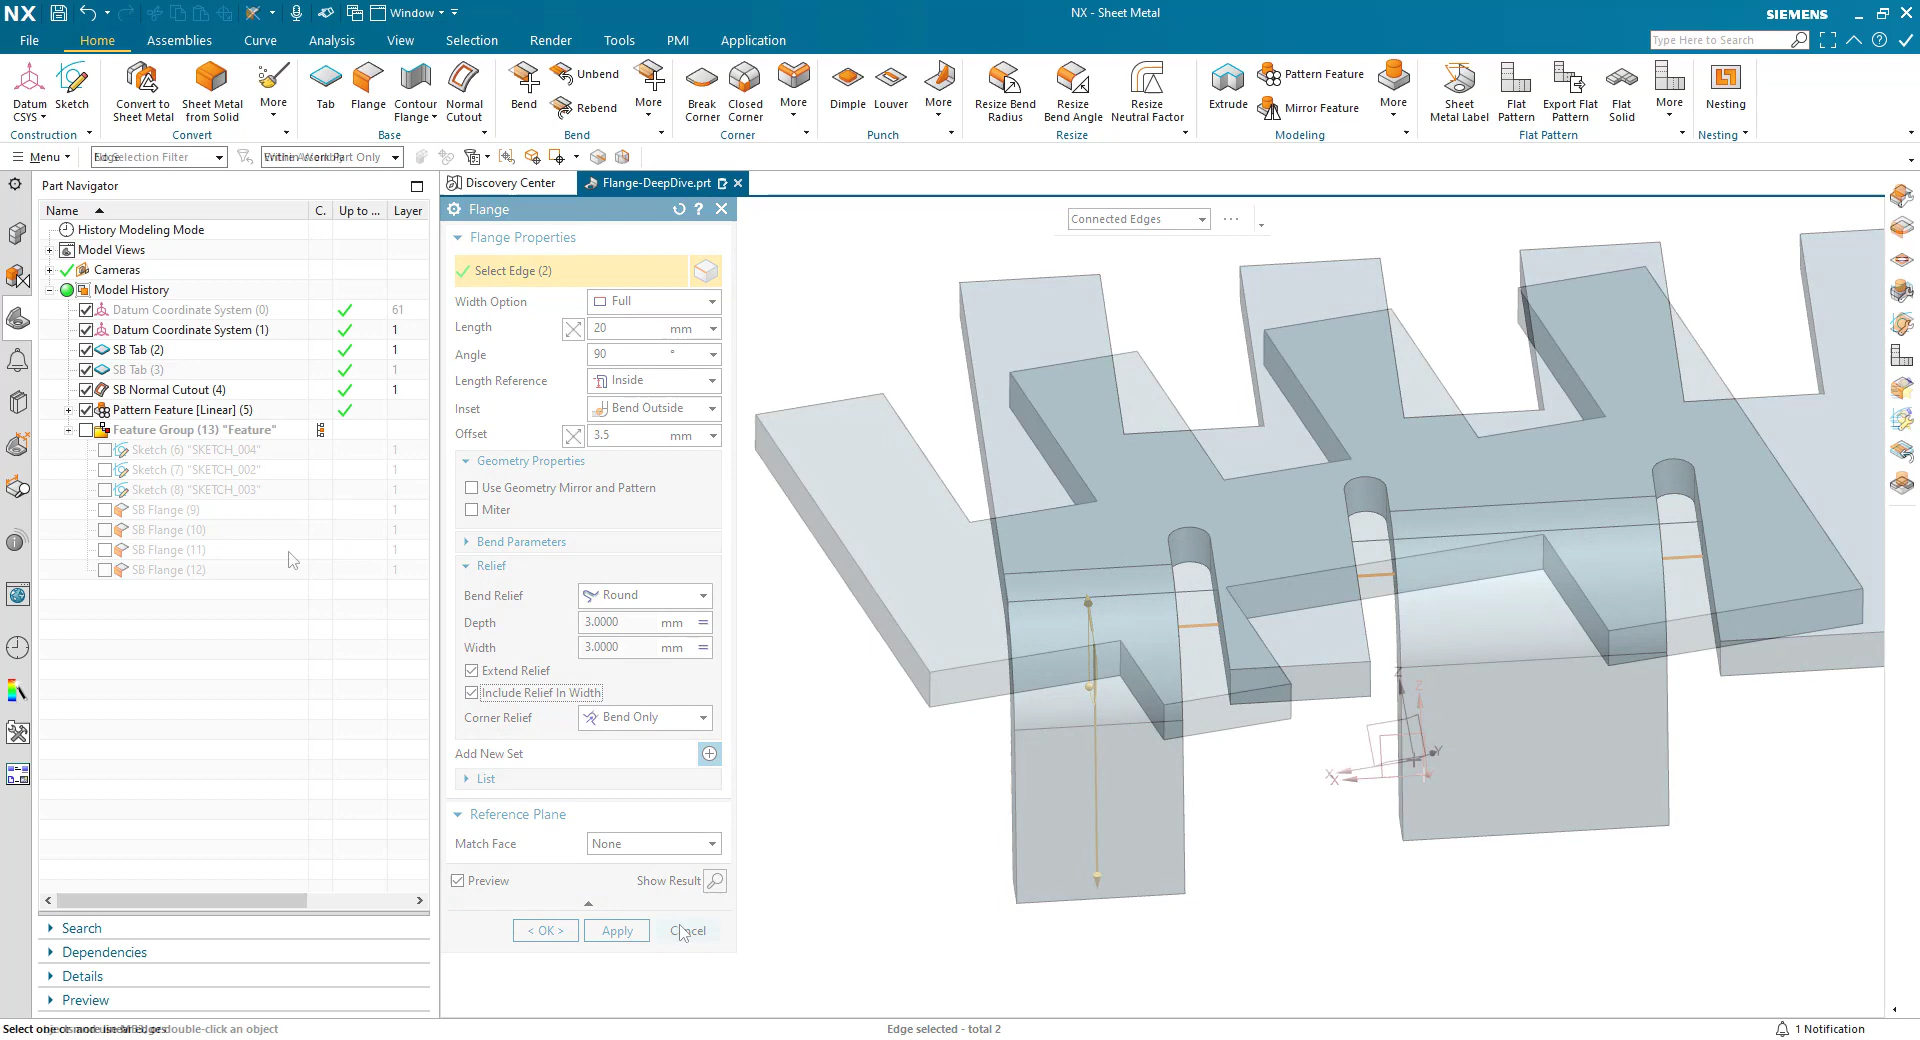 NX
Window
NX - Sheet Metal
SIEMENS
File
Home
Assemblies
Curve
Analysis
View
Selection
Render
Tools
PMI
Application
Type Here to Search
Datum CSYS
Sketch
Construction
Convert to Sheet Metal
Sheet Metal from Solid
More
Convert
Tab
Flange
Contour Flange
Normal Cutout
Base
Bend
Unbend
Rebend
More
Bend
Break Corner
Closed Corner
More
Corner
Dimple
Louver
More
Punch
Resize Bend Radius
Resize Bend Angle
Resize Neutral Factor
Resize
Extrude
Pattern Feature
Mirror Feature
More
Modeling
Sheet Metal Label
Flat Pattern
Export Flat Pattern
Flat Solid
More
Flat Pattern
Nesting
Nesting
Menu
Selection Filter
Part Only
Part Navigator
Name
C.
Up to ...
Layer
History Modeling Mode
Model Views
Cameras
Model History
Datum Coordinate System (0) 61
Datum Coordinate System (1) 1
SB Tab (2) 1
SB Tab (3) 1
SB Normal Cutout (4) 1
Pattern Feature [Linear] (5)
Feature Group (13) "Feature"
Sketch (6) "SKETCH_004" 1
Sketch (7) "SKETCH_002" 1
Sketch (8) "SKETCH_003" 1
SB Flange (9) 1
SB Flange (10) 1
SB Flange (11) 1
SB Flange (12) 1
Search
Dependencies
Details
Preview
Discovery Center
Flange-DeepDive.prt
Flange
Flange Properties
Select Edge (2)
Width Option Full
Length 20 mm
Angle 90 °
Length Reference Inside
Inset Bend Outside
Offset 3.5 mm
Geometry Properties
Use Geometry Mirror and Pattern
Miter
Bend Parameters
Relief
Bend Relief Round
Depth 3.0000 mm =
Width 3.0000 mm =
Extend Relief
Include Relief In Width
Corner Relief Bend Only
Add New Set
List
Reference Plane
Match Face None
Preview
Show Result
< OK >
Apply
Cancel
Connected Edges
Z
Z
Y
X
X
double-click an object
Edge selected - total 2
1 Notification